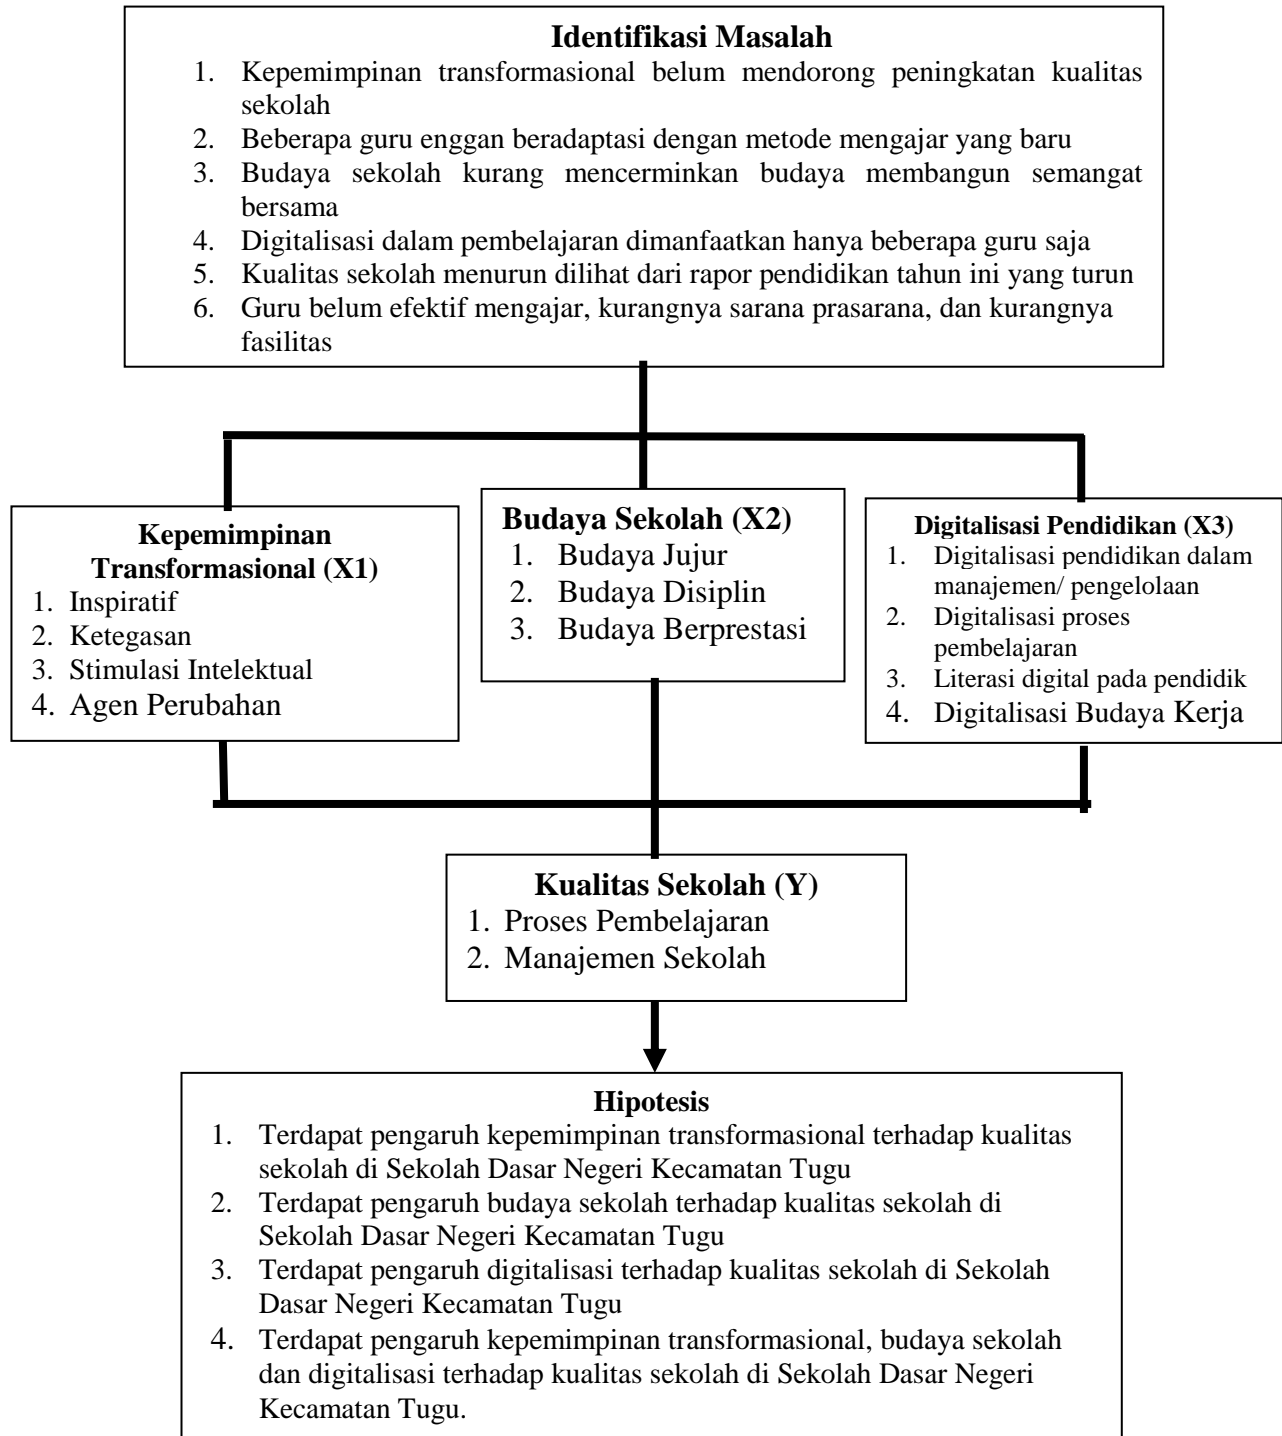 Identifikasi Masalah
1. Kepemimpinan transformasional belum mendorong peningkatan kualitas
sekolah
2. Beberapa guru enggan beradaptasi dengan metode mengajar yang baru
3. Budaya sekolah kurang mencerminkan budaya membangun semangat
bersama
4. Digitalisasi dalam pembelajaran dimanfaatkan hanya beberapa guru saja
5. Kualitas sekolah menurun dilihat dari rapor pendidikan tahun ini yang turun
6. Guru belum efektif mengajar, kurangnya sarana prasarana, dan kurangnya
fasilitas
Kepemimpinan
Transformasional (X1)
1. Inspiratif
2. Ketegasan
3. Stimulasi Intelektual
4. Agen Perubahan
Budaya Sekolah (X2)
1. Budaya Jujur
2. Budaya Disiplin
3. Budaya Berprestasi
Digitalisasi Pendidikan (X3)
1. Digitalisasi pendidikan dalam
manajemen/ pengelolaan
2. Digitalisasi proses
pembelajaran
3. Literasi digital pada pendidik
4. Digitalisasi Budaya Kerja
Kualitas Sekolah (Y)
1. Proses Pembelajaran
2. Manajemen Sekolah
Hipotesis
1. Terdapat pengaruh kepemimpinan transformasional terhadap kualitas
sekolah di Sekolah Dasar Negeri Kecamatan Tugu
2. Terdapat pengaruh budaya sekolah terhadap kualitas sekolah di
Sekolah Dasar Negeri Kecamatan Tugu
3. Terdapat pengaruh digitalisasi terhadap kualitas sekolah di Sekolah
Dasar Negeri Kecamatan Tugu
4. Terdapat pengaruh kepemimpinan transformasional, budaya sekolah
dan digitalisasi terhadap kualitas sekolah di Sekolah Dasar Negeri
Kecamatan Tugu.